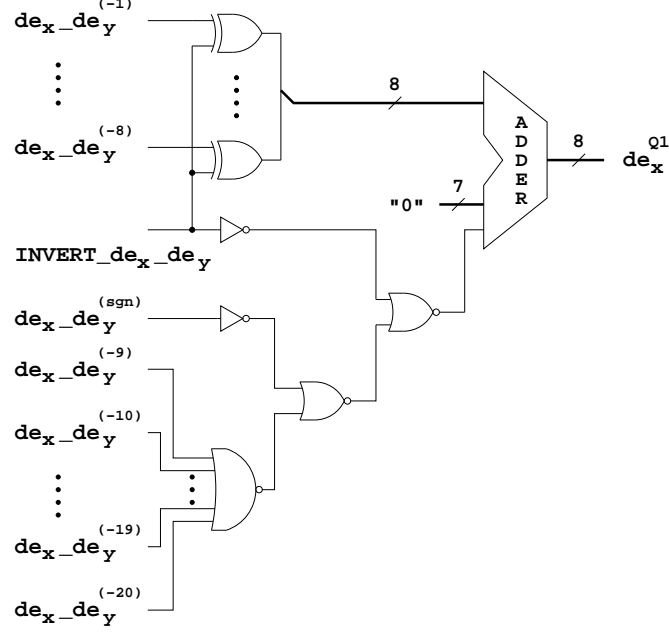 de_x_de_y^(-1)
8
8
ADDER
de_x^Q1
de_x_de_y^(-8)
7
"0"
INVERT_de_x_de_y
de_x_de_y^(sgn)
de_x_de_y^(-9)
de_x_de_y^(-10)
de_x_de_y^(-19)
de_x_de_y^(-20)